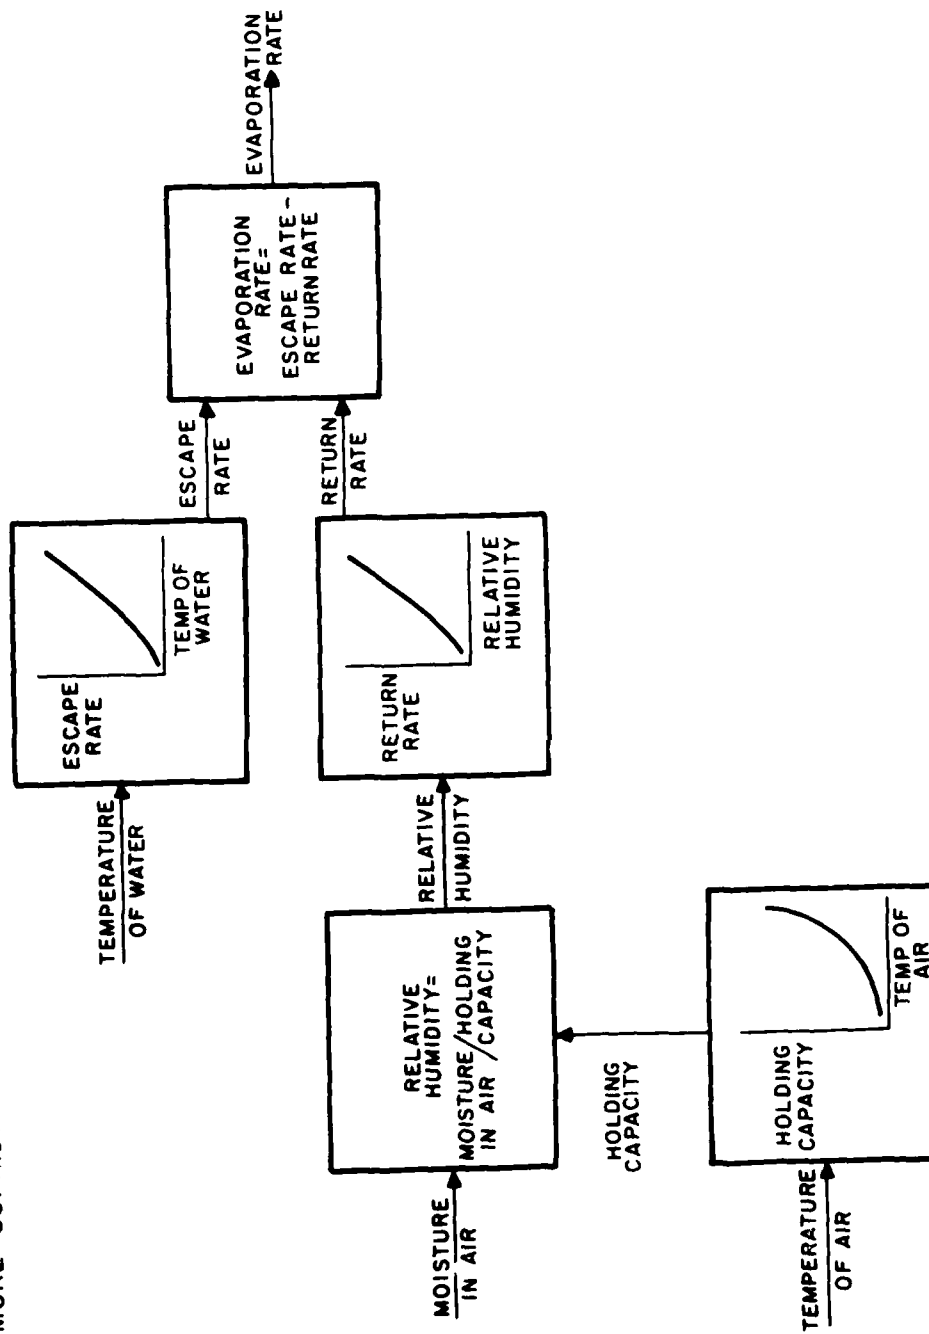 TEMPERATURE
OF WATER
ESCAPE
RATE
TEMP OF
WATER
ESCAPE
RATE
EVAPORATION
RATE=
ESCAPE RATE-
RETURN RATE
EVAPORATION
EVAPORATION
RATE
MOISTURE
IN AIR
RELATIVE
HUMIDITY=
MOISTURE/HOLDING
IN AIR /CAPACITY
RELATIVE
HUMIDITY
RETURN
RATE
RELATIVE
HUMIDITY
RETURN
RATE
HOLDING
CAPACITY
TEMPERATURE
OF AIR
HOLDING
CAPACITY
TEMP OF
AIR